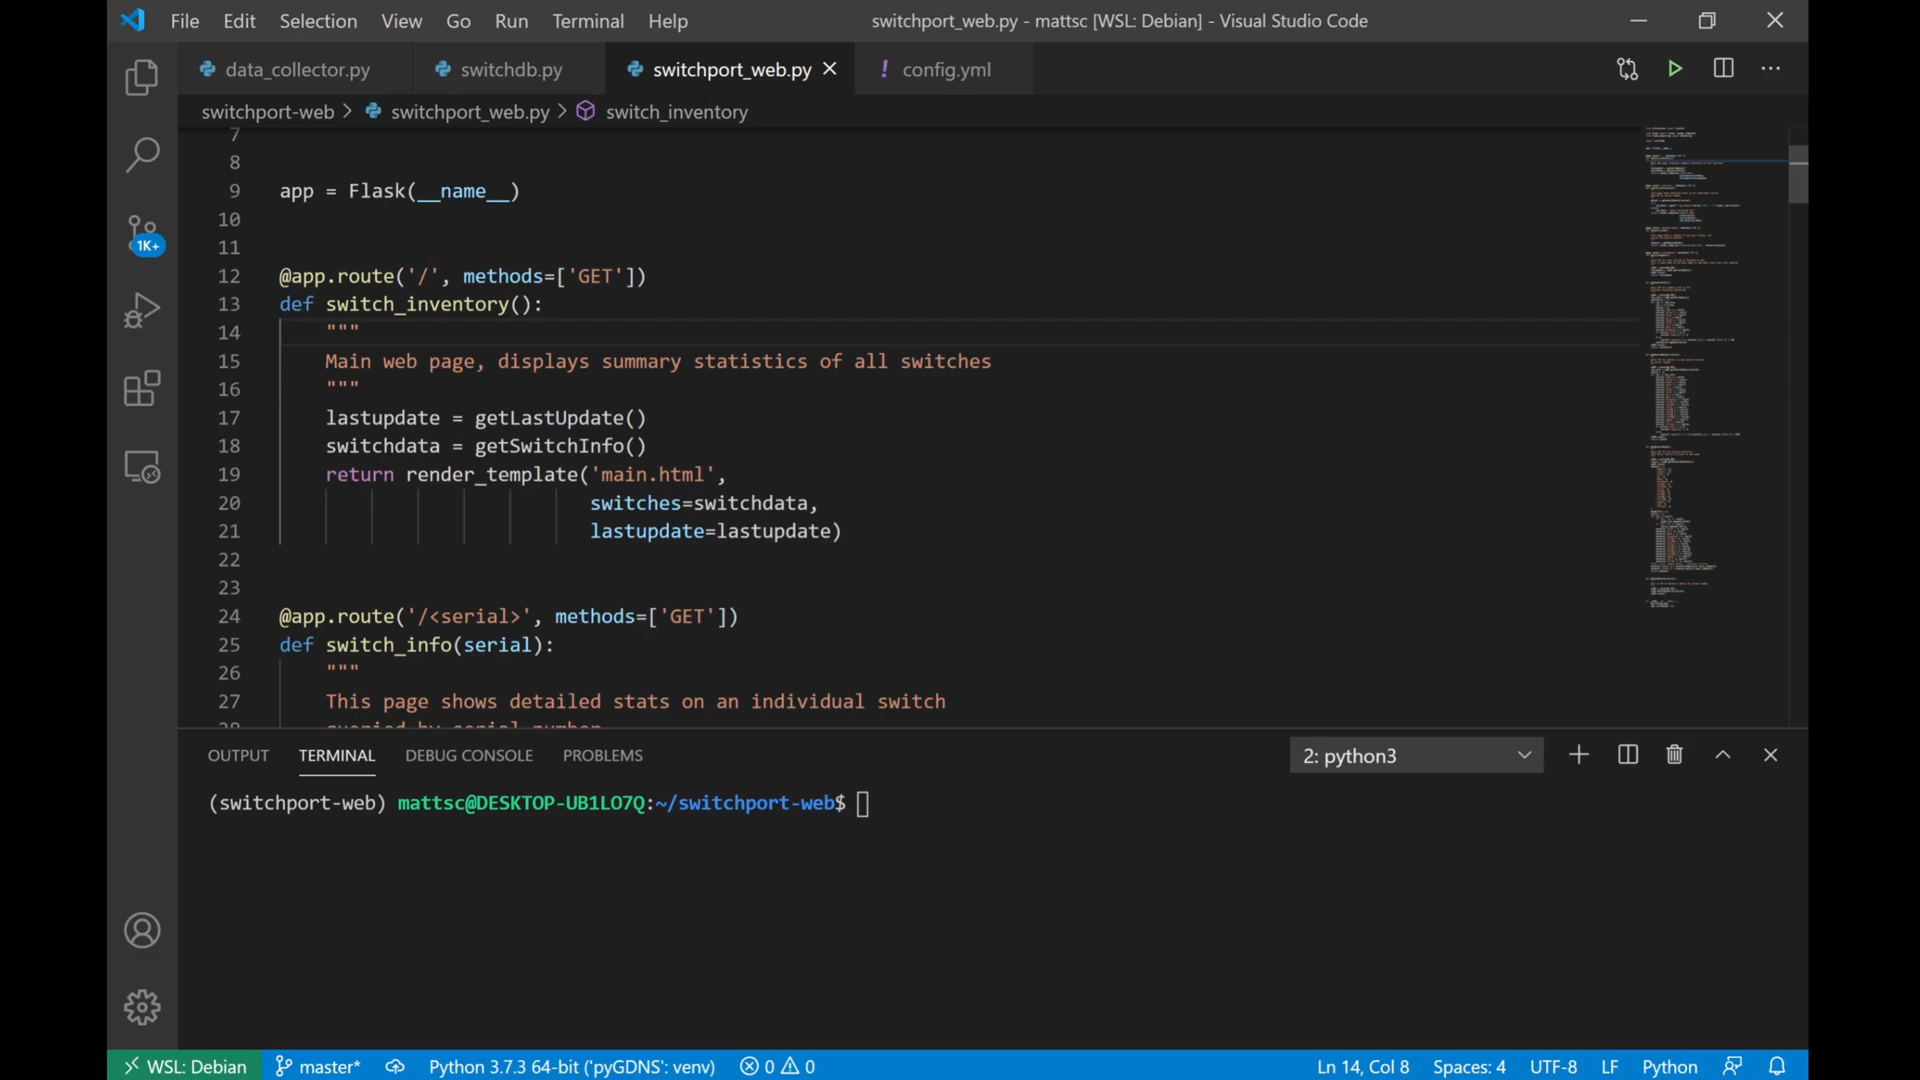 File Edit Selection View Go Run Terminal Help switchport_web.py - mattsc [WSL: Debian] - Visual Studio Code
data_collector.py switchdb.py switchport_web.py config.yml
switchport-web > switchport_web.py > switch_inventory
7
8
9 app = Flask(__name__)
10
11
12 @app.route('/', methods=['GET'])
13 def switch_inventory():
14 """
15 Main web page, displays summary statistics of all switches
16 """
17 lastupdate = getLastUpdate()
18 switchdata = getSwitchInfo()
19 return render_template('main.html',
20 switches=switchdata,
21 lastupdate=lastupdate)
22
23
24 @app.route('/<serial>', methods=['GET'])
25 def switch_info(serial):
26 """
27 This page shows detailed stats on an individual switch
28 queried by serial number
1K+
OUTPUT TERMINAL DEBUG CONSOLE PROBLEMS 2: python3
(switchport-web) mattsc@DESKTOP-UB1LO7Q:~/switchport-web$
WSL: Debian master* Python 3.7.3 64-bit ('pyGDNS': venv) 0 0 Ln 14, Col 8 Spaces: 4 UTF-8 LF Python